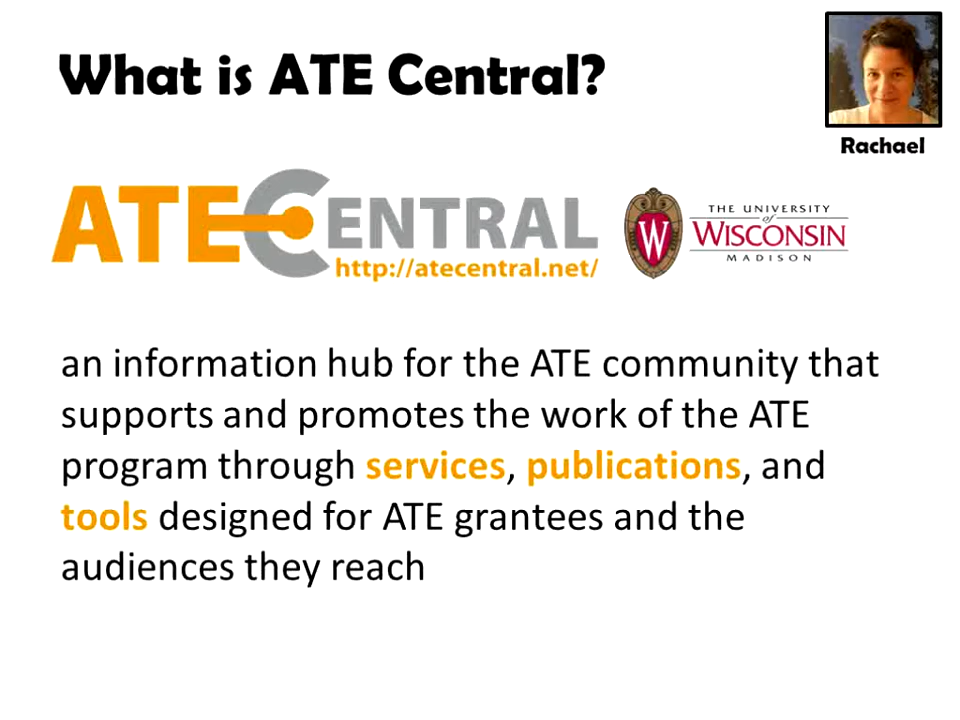 What is ATE Central?
Rachael
ATE CENTRAL
http://atecentral.net/
W
THE UNIVERSITY
of
WISCONSIN
MADISON
an information hub for the ATE community that
supports and promotes the work of the ATE
program through services, publications, and
tools designed for ATE grantees and the
audiences they reach